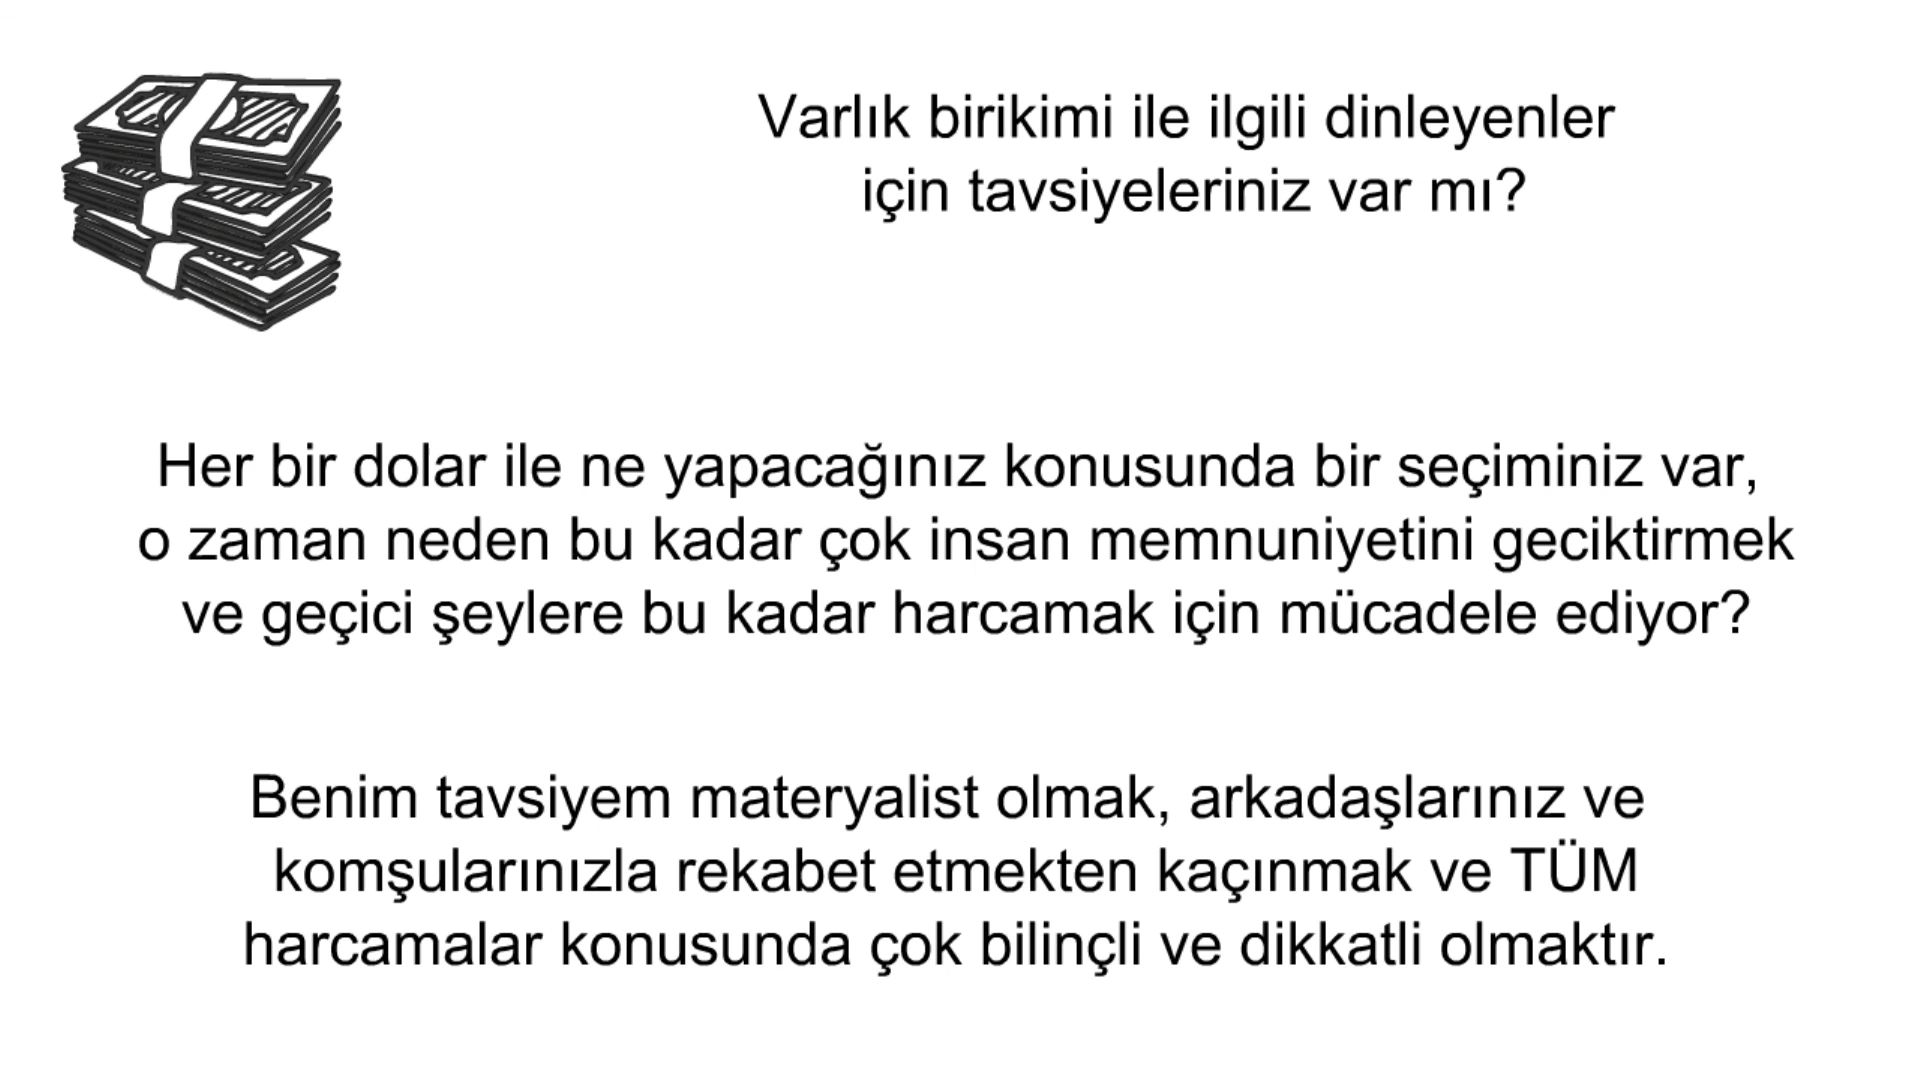 Varlık birikimi ile ilgili dinleyenler
için tavsiyeleriniz var mı?
Her bir dolar ile ne yapacağınız konusunda bir seçiminiz var,
o zaman neden bu kadar çok insan memnuniyetini geciktirmek
ve geçici şeylere bu kadar harcamak için mücadele ediyor?
Benim tavsiyem materyalist olmak, arkadaşlarınız ve
komşularınızla rekabet etmekten kaçınmak ve TÜM
harcamalar konusunda çok bilinçli ve dikkatli olmaktır.